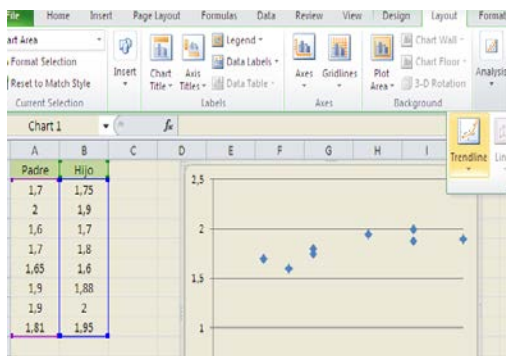 File Home Insert Page Layout Formulas Data Review View Design Layout Format
art Area
Format Selection
Reset to Match Style
Current Selection
Insert
Chart Title
Axis Titles
Legend
Data Labels
Data Table
Labels
Axes
Gridlines
Axes
Plot Area
Chart Wall
Chart Floor
3-D Rotation
Background
Analysis
Trendline
Lin
Chart 1 fx
A B C D E F G H I
Padre Hijo
1,7 1,75
2 1,9
1,6 1,7
1,7 1,8
1,65 1,6
1,9 1,88
1,9 2
1,81 1,95
2,5
2
1,5
1